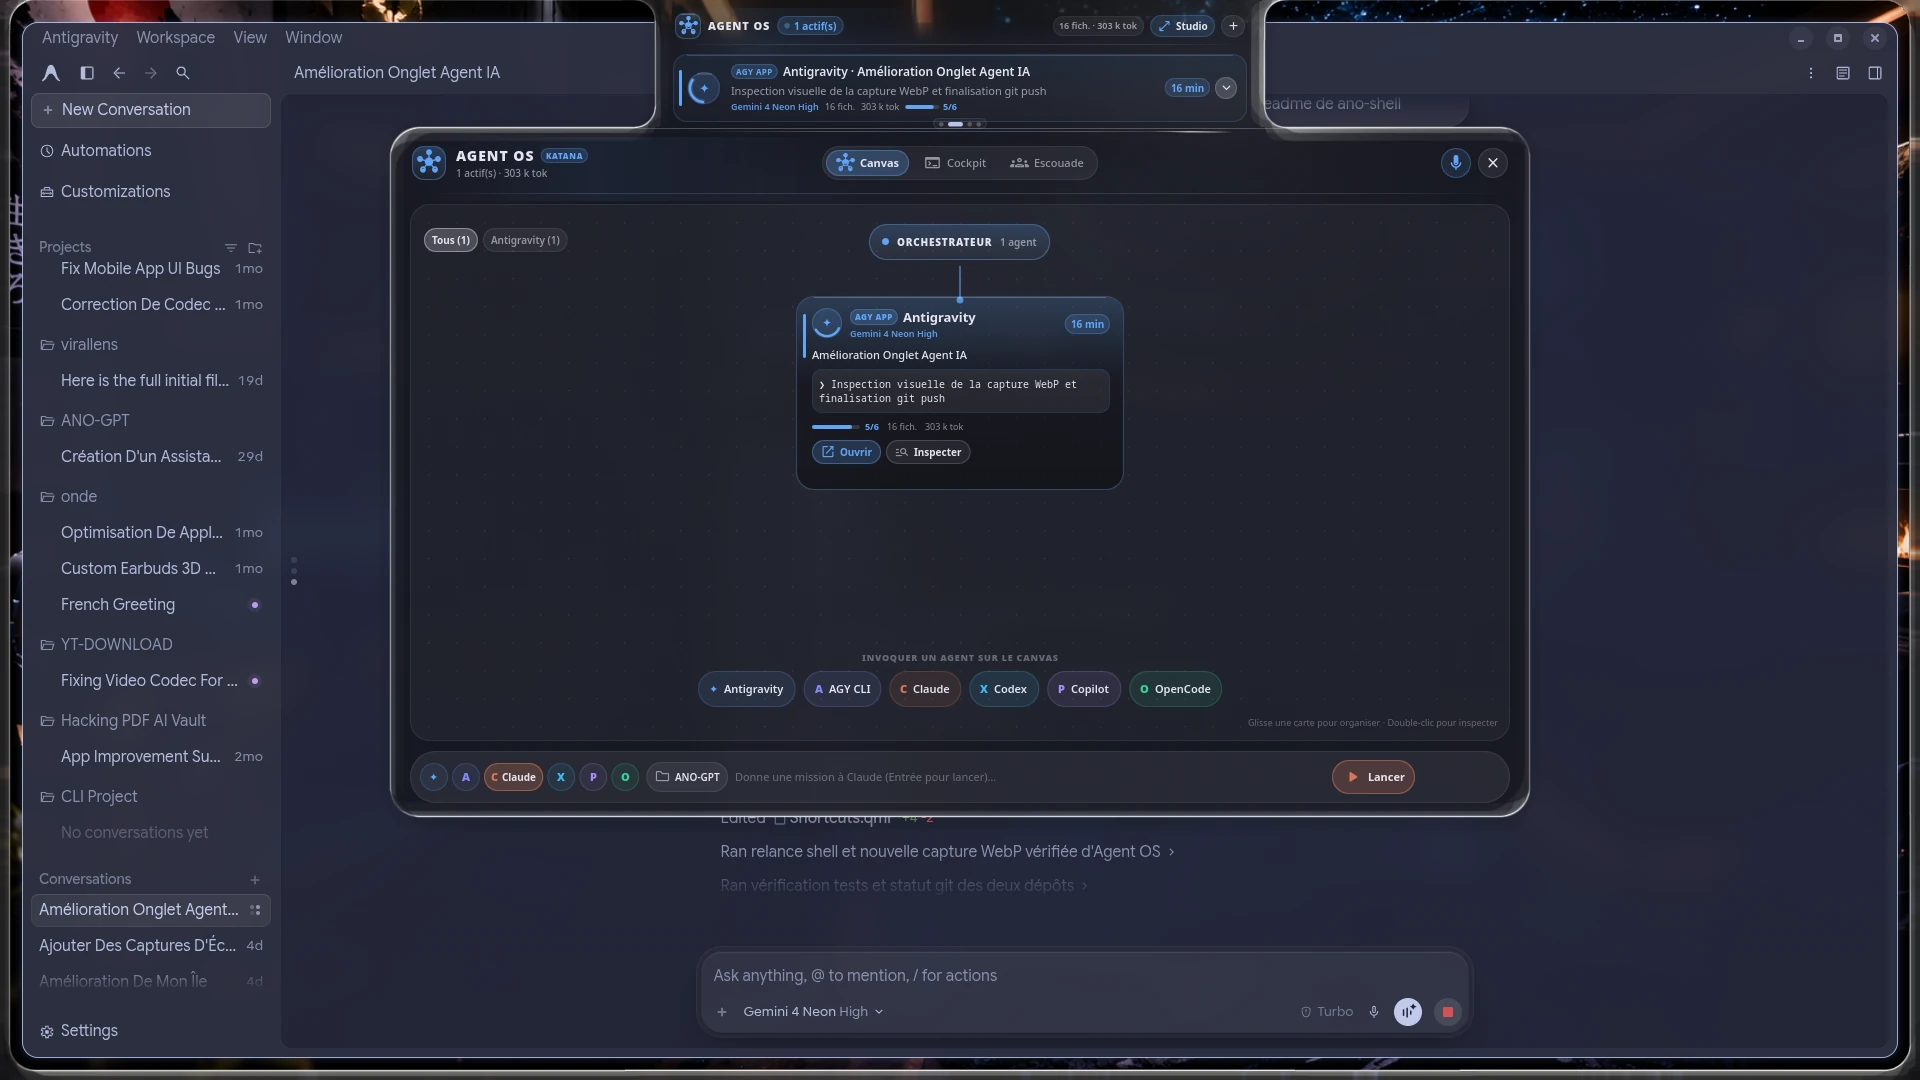 AGENT OS
1 actif(s)
16 fich. · 303 k tok
Studio
+
AGY APP Antigravity · Amélioration Onglet Agent IA
Inspection visuelle de la capture WebP et finalisation git push
Gemini 4 Neon High 16 fich. 303 k tok 5/6
16 min
Antigravity Workspace View Window
Amélioration Onglet Agent IA
+ New Conversation
Automations
Customizations
Projects
Fix Mobile App UI Bugs 1mo
Correction De Codec ... 1mo
virallens
Here is the full initial fil... 19d
ANO-GPT
Création D'un Assista... 29d
onde
Optimisation De Appl... 1mo
Custom Earbuds 3D ... 1mo
French Greeting
YT-DOWNLOAD
Fixing Video Codec For ...
Hacking PDF AI Vault
App Improvement Su... 2mo
CLI Project
No conversations yet
Conversations +
Amélioration Onglet Agent...
Ajouter Des Captures D'Éc... 4d
Amélioration De Mon Île 4d
Settings
eadme de ano-shell
AGENT OS KATANA
1 actif(s) · 303 k tok
Canvas Cockpit Escouade
Tous (1) Antigravity (1)
ORCHESTRATEUR 1 agent
AGY APP Antigravity
Gemini 4 Neon High
16 min
Amélioration Onglet Agent IA
❯ Inspection visuelle de la capture WebP et
finalisation git push
5/6 16 fich. 303 k tok
Ouvrir Inspecter
INVOQUER UN AGENT SUR LE CANVAS
Antigravity A AGY CLI C Claude X Codex P Copilot O OpenCode
Glisse une carte pour organiser · Double-clic pour inspecter
A C Claude X P O ANO-GPT Donne une mission à Claude (Entrée pour lancer)... Lancer
Edited Shortcuts.qml +4 -2
Ran relance shell et nouvelle capture WebP vérifiée d'Agent OS >
Ran vérification tests et statut git des deux dépôts >
Ask anything, @ to mention, / for actions
+ Gemini 4 Neon High Turbo